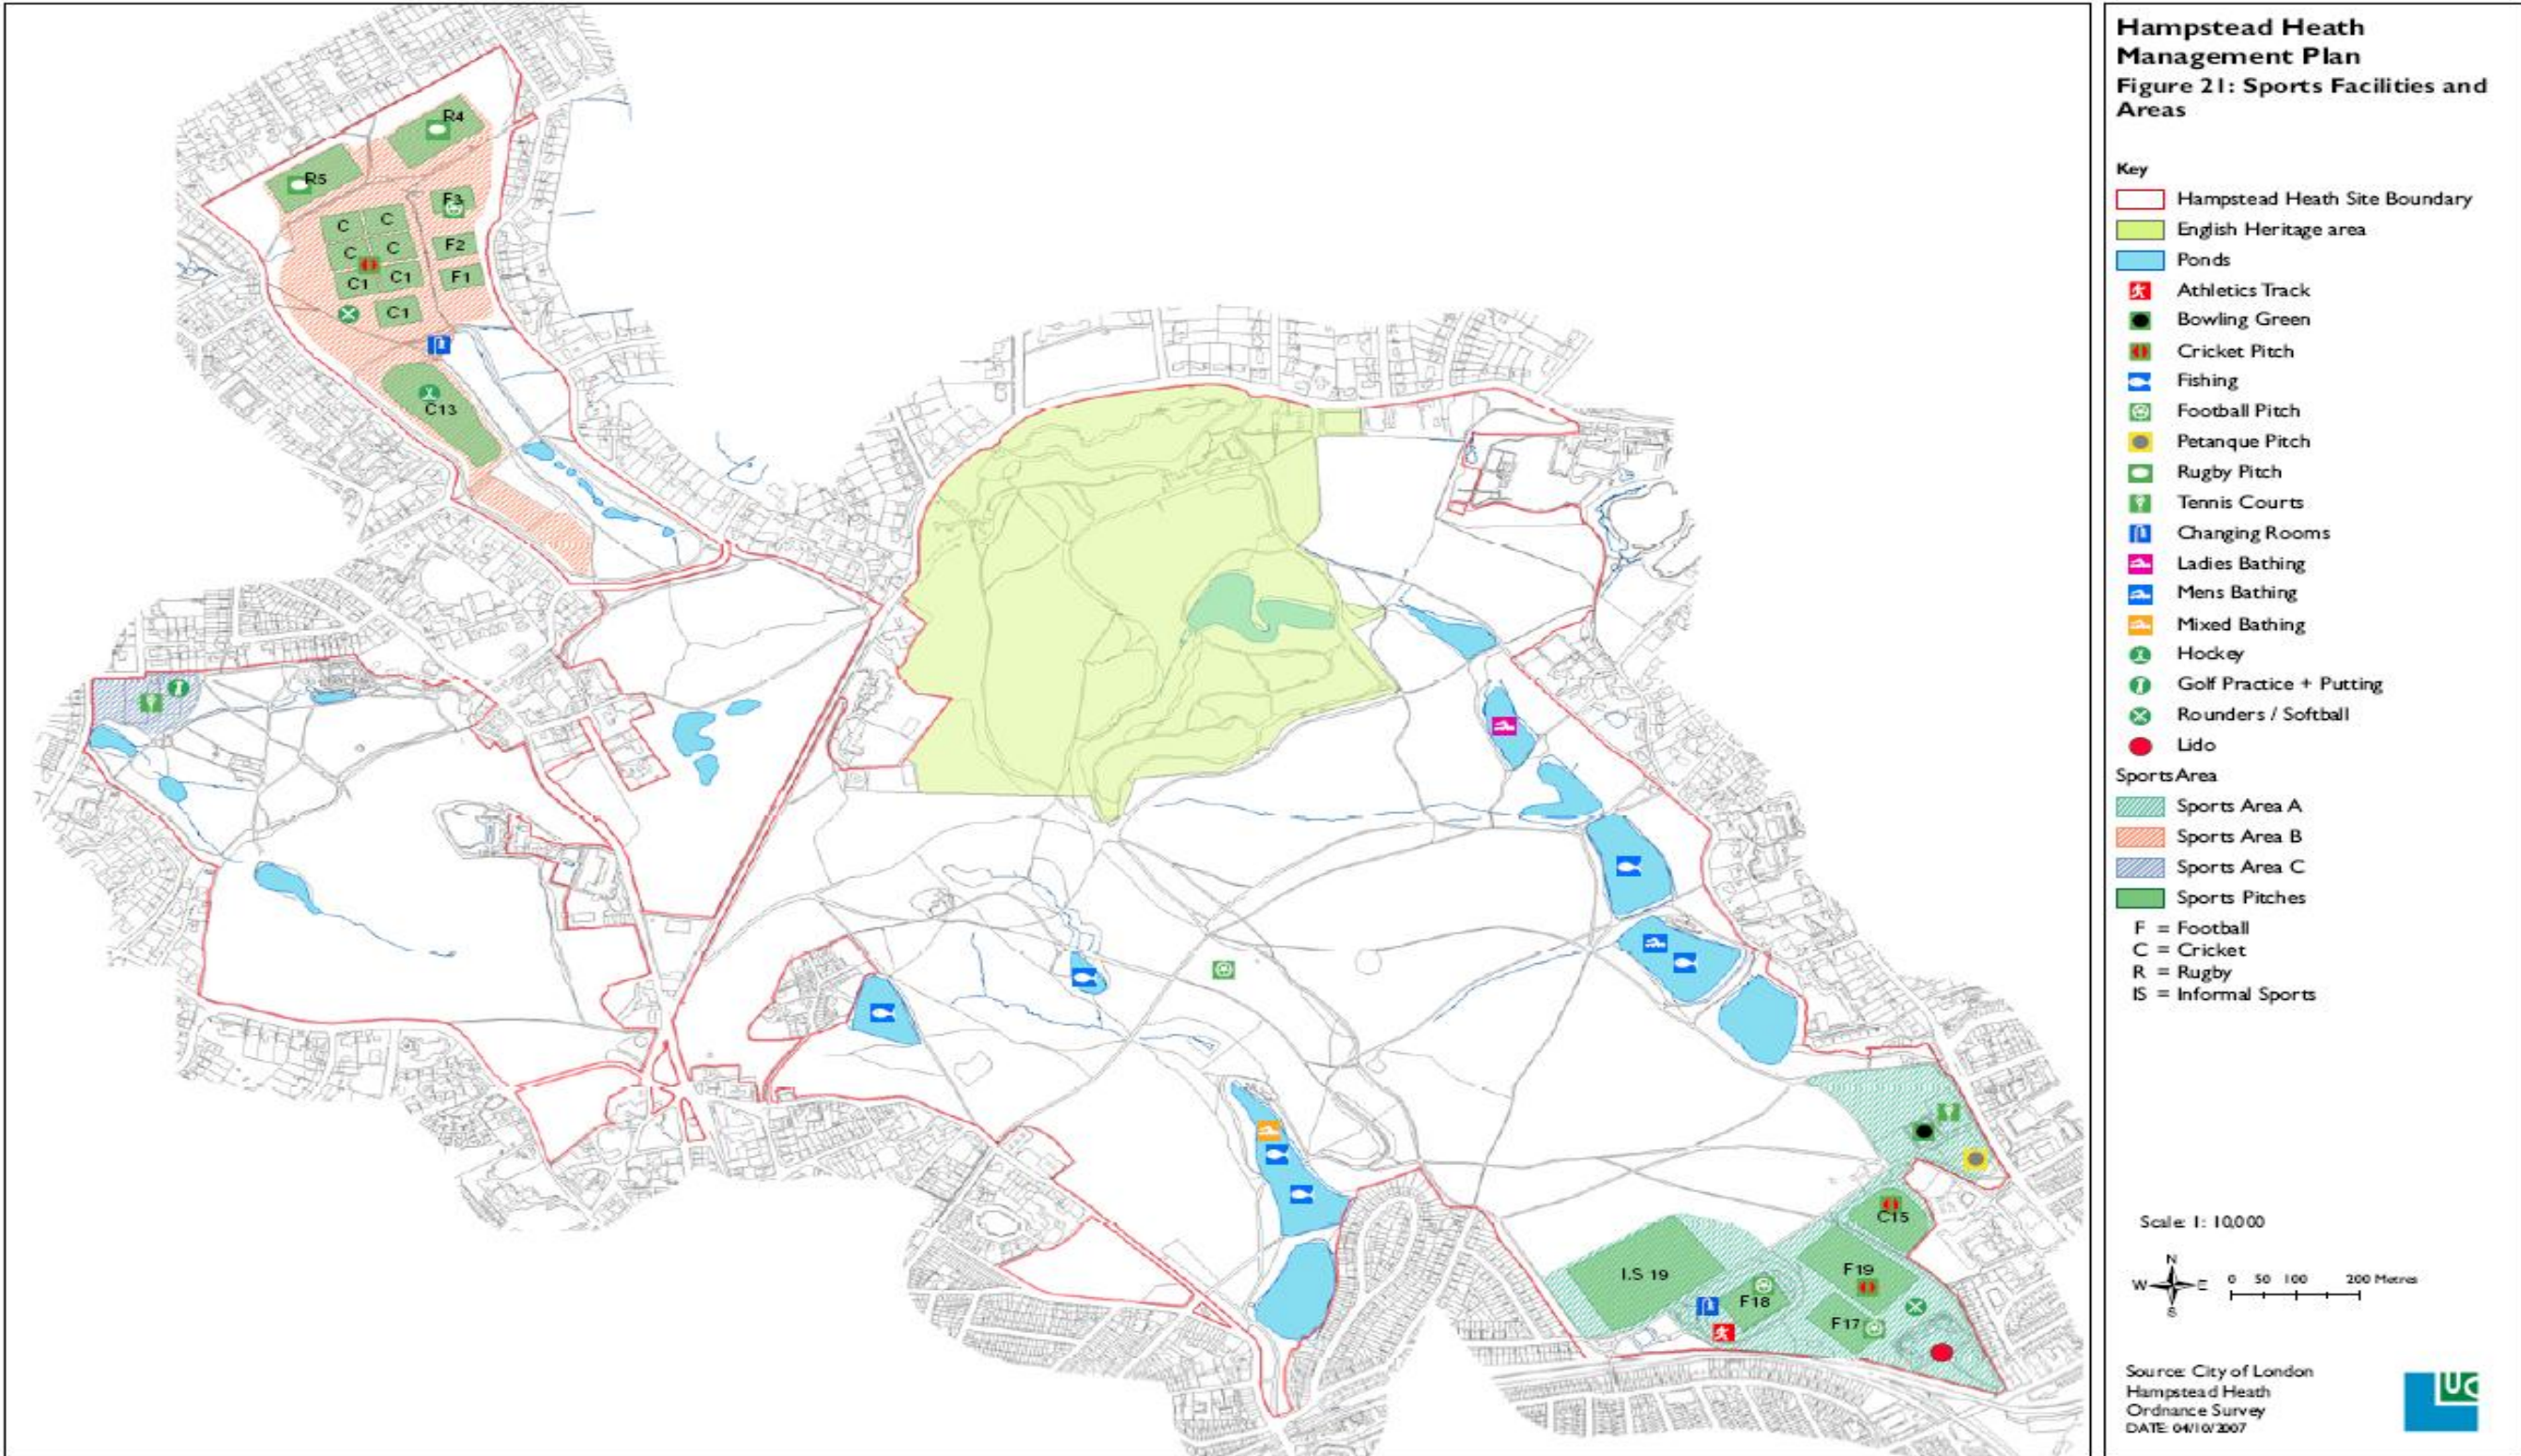 R4
R5
F3
C
C
F2
C
C
C1
C1
F1
C1
C13
C15
I.S 19
F19
F18
F17
Hampstead Heath
Management Plan
Figure 21: Sports Facilities and
Areas
Key
Hampstead Heath Site Boundary
English Heritage area
Ponds
Athletics Track
Bowling Green
Cricket Pitch
Fishing
Football Pitch
Petanque Pitch
Rugby Pitch
Tennis Courts
Changing Rooms
Ladies Bathing
Mens Bathing
Mixed Bathing
Hockey
Golf Practice + Putting
Rounders / Softball
Lido
Sports Area
Sports Area A
Sports Area B
Sports Area C
Sports Pitches
F = Football
C = Cricket
R = Rugby
IS = Informal Sports
Scale: 1: 10,000
N
W E
S
0 50 100 200 Metres
Source: City of London
Hampstead Heath
Ordnance Survey
DATE: 04/10/2007
LUC